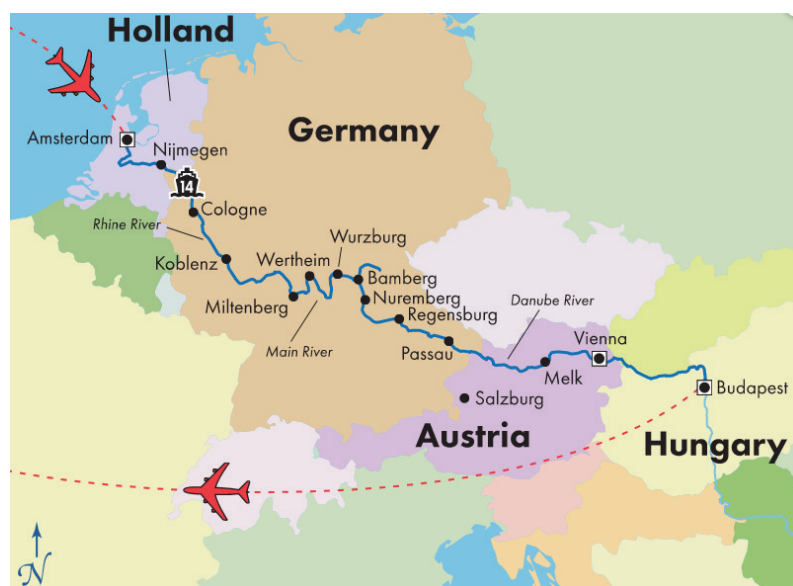 Holland
Germany
Amsterdam
Nijmegen
14
Cologne
Rhine River
Koblenz
Wurzburg
Wertheim
Bamberg
Miltenberg
Nuremberg
Regensburg
Danube River
Main River
Passau
Vienna
Melk
Budapest
Salzburg
Austria
Hungary
N